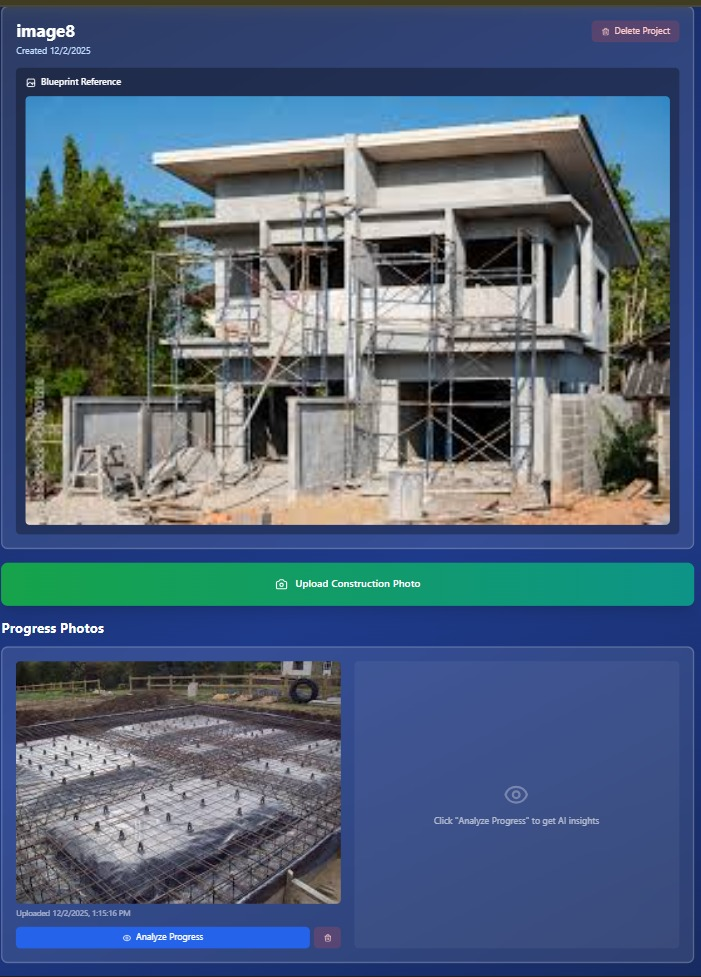 image8
Delete Project
Created 12/2/2025
Blueprint Reference
Upload Construction Photo
Progress Photos
Click "Analyze Progress" to get AI insights
Uploaded 12/2/2025, 1:15:16 PM
Analyze Progress